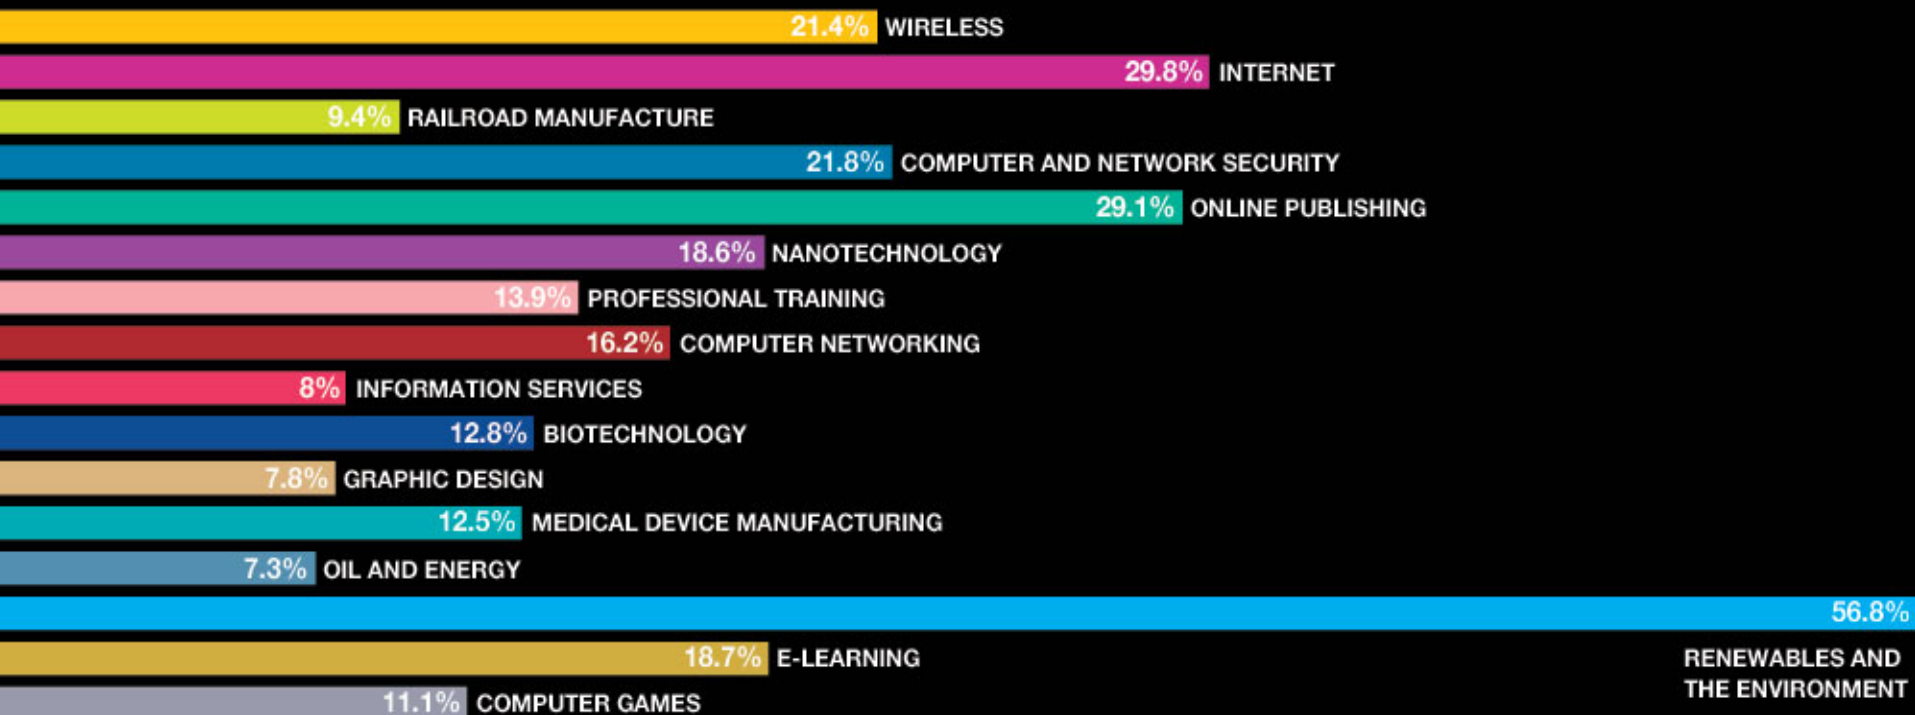 21.4% WIRELESS
29.8% INTERNET
9.4% RAILROAD MANUFACTURE
21.8% COMPUTER AND NETWORK SECURITY
29.1% ONLINE PUBLISHING
18.6% NANOTECHNOLOGY
13.9% PROFESSIONAL TRAINING
16.2% COMPUTER NETWORKING
8% INFORMATION SERVICES
12.8% BIOTECHNOLOGY
7.8% GRAPHIC DESIGN
12.5% MEDICAL DEVICE MANUFACTURING
7.3% OIL AND ENERGY
56.8%
RENEWABLES AND
THE ENVIRONMENT
18.7% E-LEARNING
11.1% COMPUTER GAMES